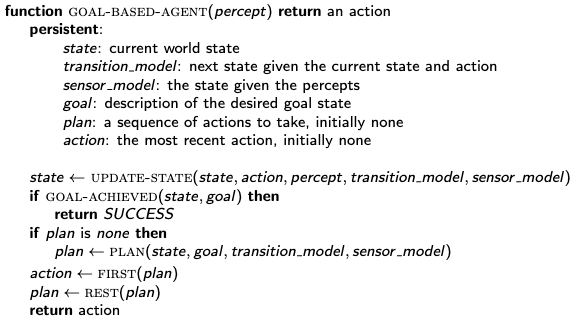 function GOAL-BASED-AGENT(percept) return an action
persistent:
state: current world state
transition_model: next state given the current state and action
sensor_model: the state given the percepts
goal: description of the desired goal state
plan: a sequence of actions to take, initially none
action: the most recent action, initially none
state ← UPDATE-STATE(state, action, percept, transition_model, sensor_model)
if GOAL-ACHIEVED(state, goal) then
return SUCCESS
if plan is none then
plan ← PLAN(state, goal, transition_model, sensor_model)
action ← FIRST(plan)
plan ← REST(plan)
return action